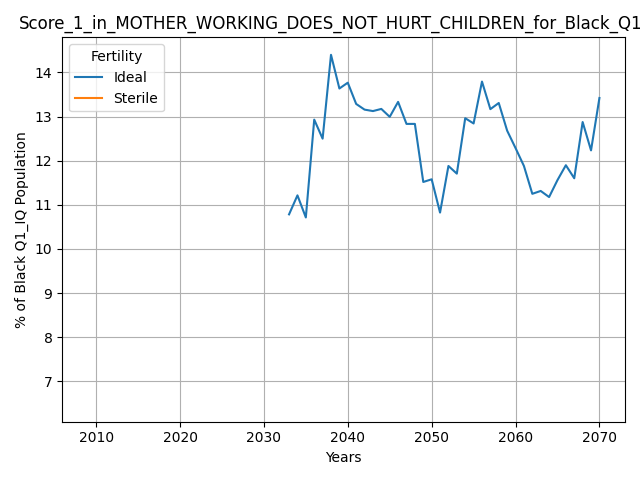 Score_1_in_MOTHER_WORKING_DOES_NOT_HURT_CHILDREN_for_Black_Q1
Fertility
Ideal
Sterile
14
13
12
11
10
9
8
7
% of Black Q1_IQ Population
2010 2020 2030 2040 2050 2060 2070
Years